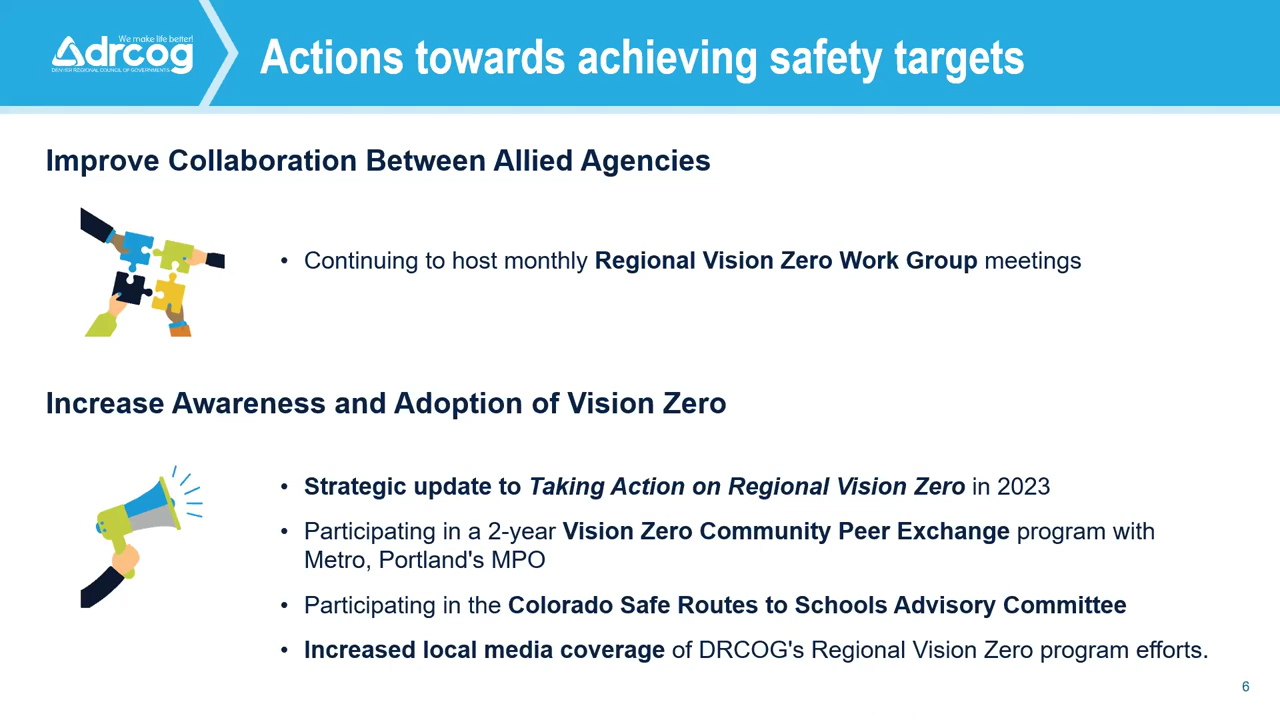 We make life better!
drcog
DENVER REGIONAL COUNCIL OF GOVERNMENTS
Actions towards achieving safety targets
Improve Collaboration Between Allied Agencies
• Continuing to host monthly Regional Vision Zero Work Group meetings
Increase Awareness and Adoption of Vision Zero
• Strategic update to Taking Action on Regional Vision Zero in 2023
• Participating in a 2-year Vision Zero Community Peer Exchange program with
Metro, Portland's MPO
• Participating in the Colorado Safe Routes to Schools Advisory Committee
• Increased local media coverage of DRCOG's Regional Vision Zero program efforts.
6